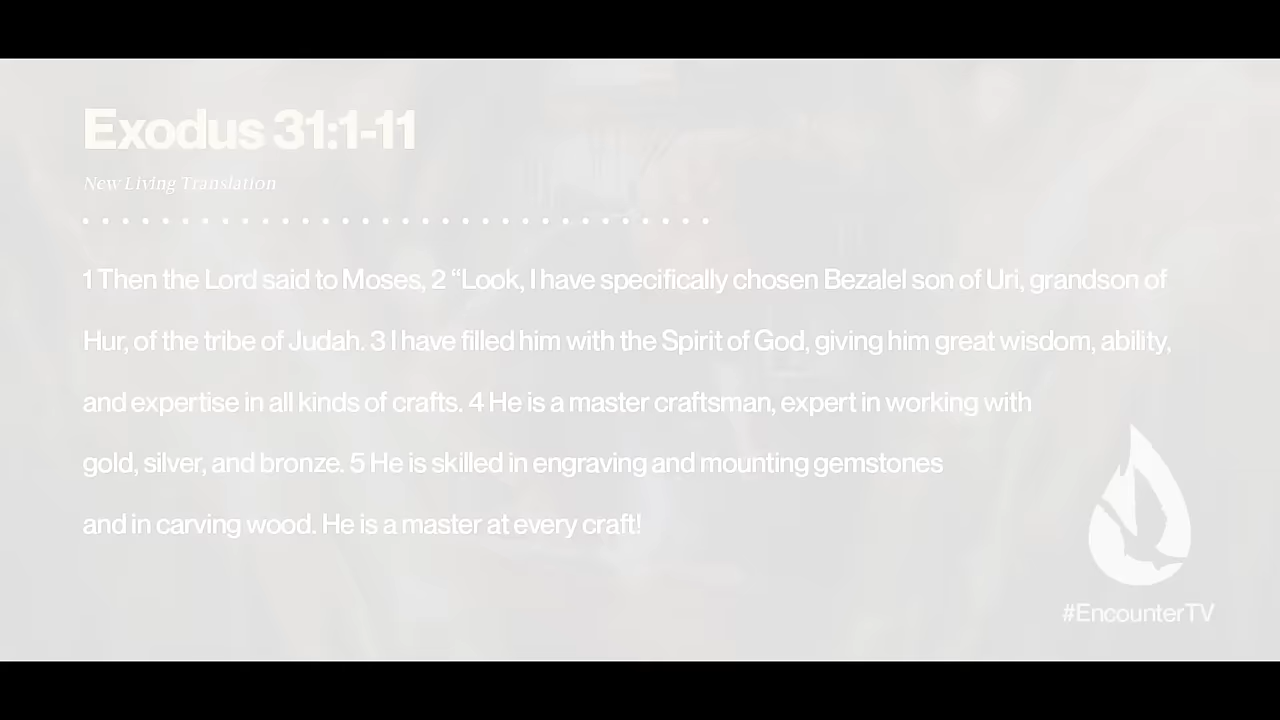 Exodus 31:1-11
New Living Translation
1 Then the Lord said to Moses, 2 “Look, I have specifically chosen Bezalel son of Uri, grandson of
Hur, of the tribe of Judah. 3 I have filled him with the Spirit of God, giving him great wisdom, ability,
and expertise in all kinds of crafts. 4 He is a master craftsman, expert in working with
gold, silver, and bronze. 5 He is skilled in engraving and mounting gemstones
and in carving wood. He is a master at every craft!
#EncounterTV